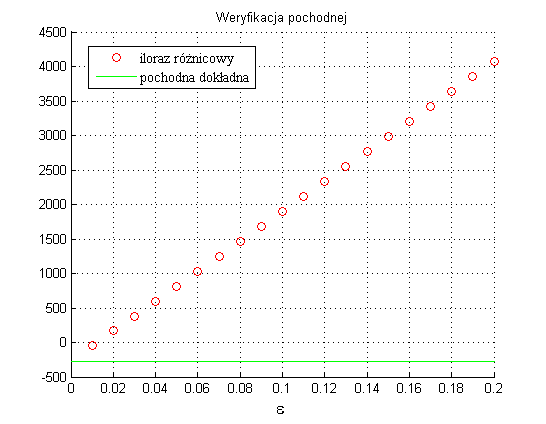 Weryfikacja pochodnej
4500
4000
3500
3000
2500
2000
1500
1000
500
0
-500
iloraz różnicowy
pochodna dokładna
0 0.02 0.04 0.06 0.08 0.1 0.12 0.14 0.16 0.18 0.2
ε